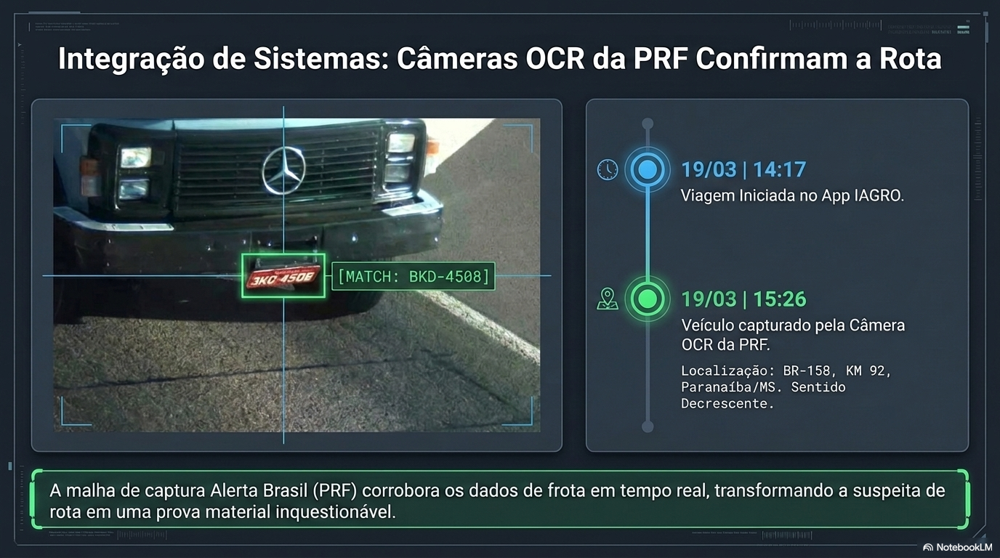 Integração de Sistemas: Câmeras OCR da PRF Confirmam a Rota
3KC 450B
[MATCH: BKD-4508]
19/03 | 14:17
Viagem Iniciada no App IAGRO.
19/03 | 15:26
Veículo capturado pela Câmera
OCR da PRF.
Localização: BR-158, KM 92,
Paranaíba/MS. Sentido
Decrescente.
A malha de captura Alerta Brasil (PRF) corrobora os dados de frota em tempo real, transformando a suspeita de
rota em uma prova material inquestionável.
NotebookLM